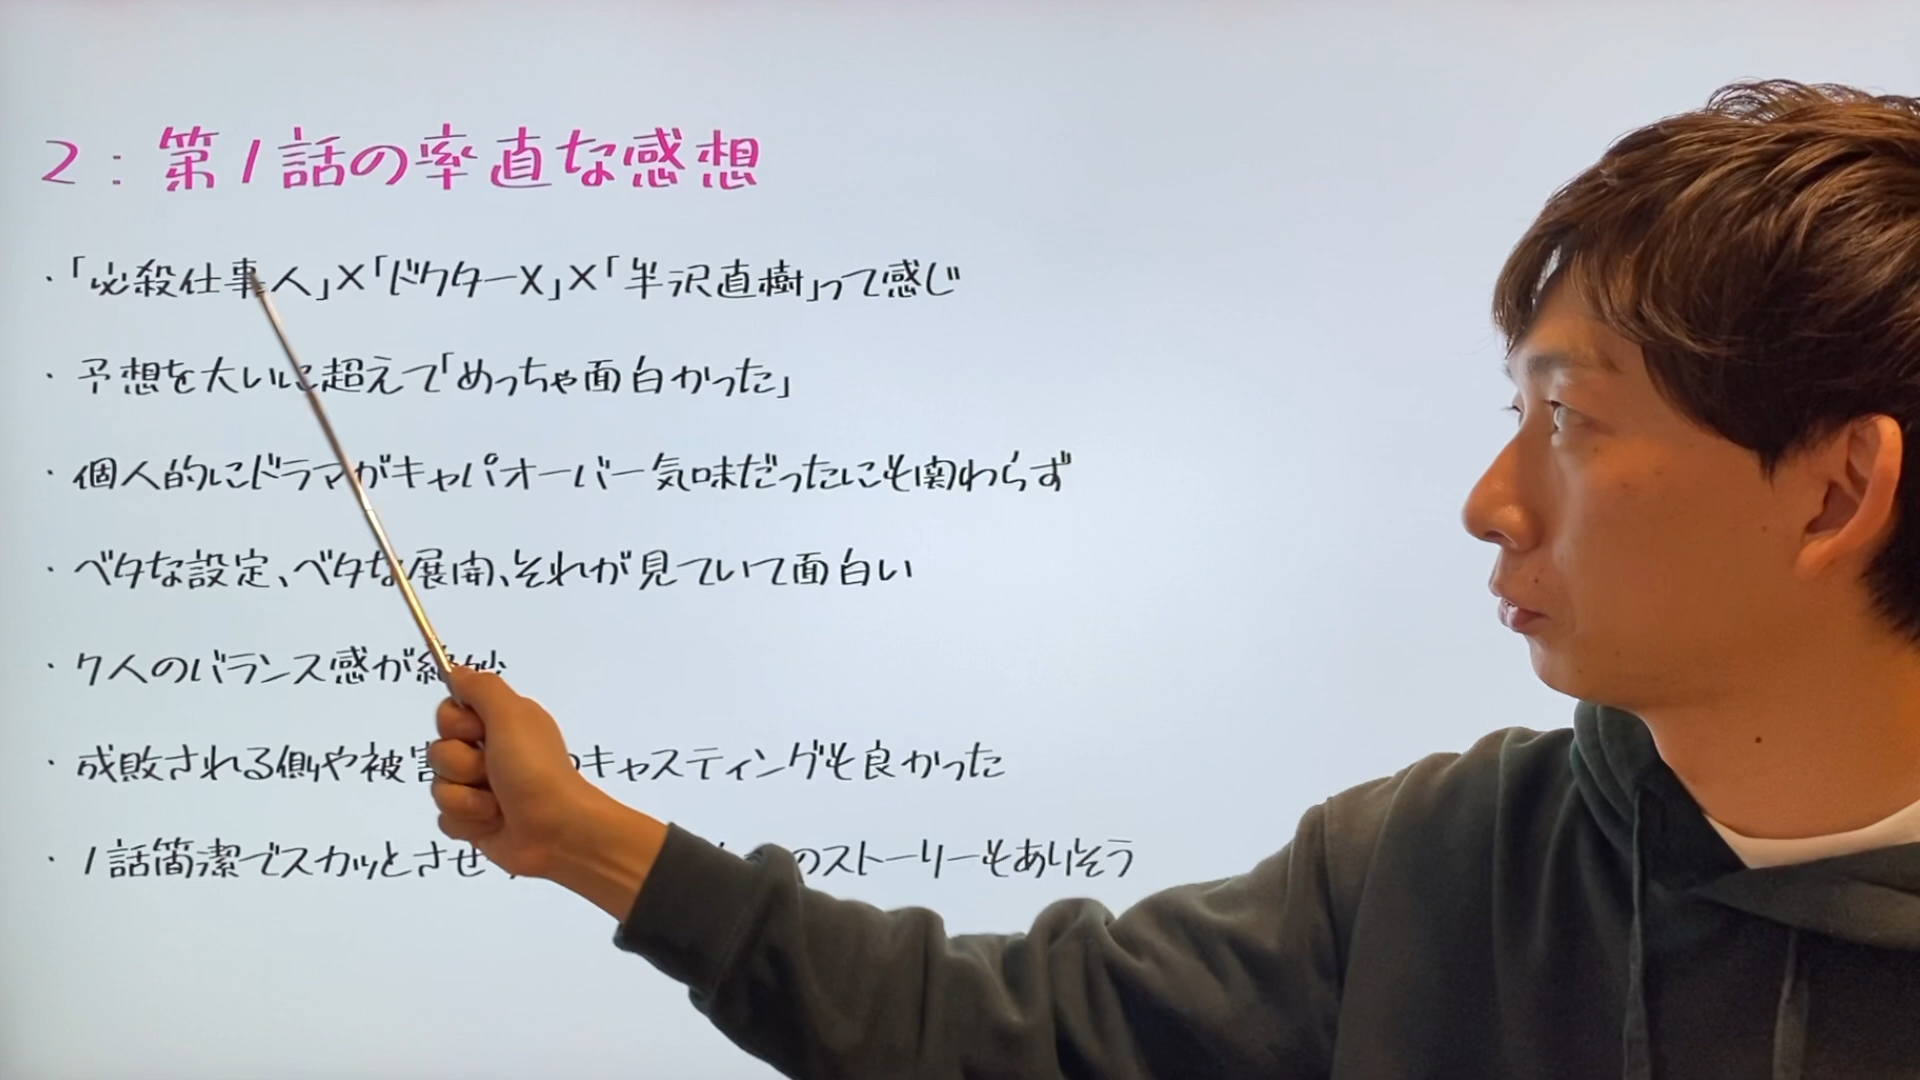 2:第1話の率直な感想
・「必殺仕事人」×「ドクターX」×「半沢直樹」って感じ
・予想を大いに超えて「めっちゃ面白かった」
・個人的にドラマがキャパオーバー気味だったにも関わらず
・ベタな設定、ベタな展開、それが見ていて面白い
・7人のバランス感が絶妙
・成敗される側や被害 のキャスティングも良かった
・1話簡潔でスカッとさせ のストーリーもありそう